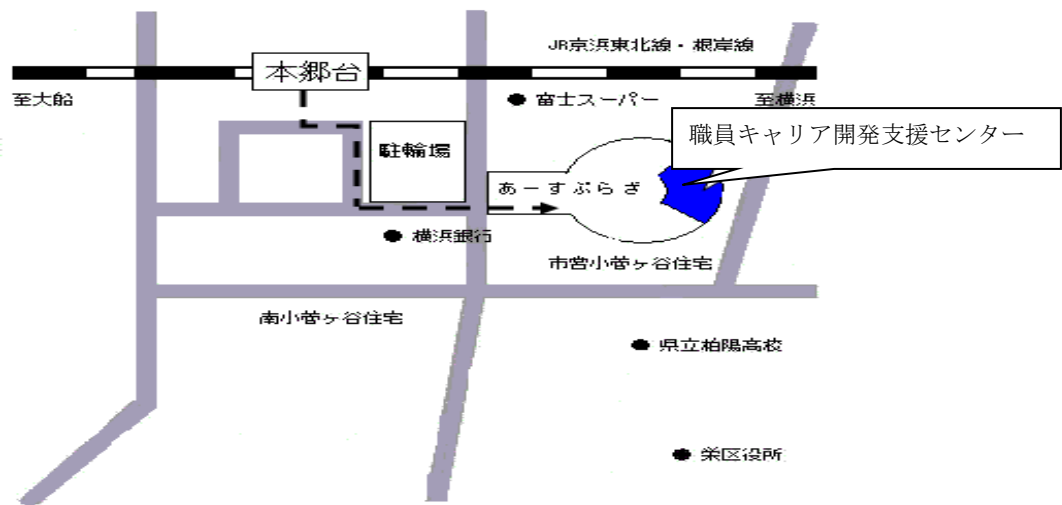 JR京浜東北線・根岸線
本郷台
至大船
富士スーパー
至横浜
職員キャリア開発支援センター
駐輪場
あーすぷらざ
横浜銀行
市営小菅ヶ谷住宅
南小菅ヶ谷住宅
県立柏陽高校
栄区役所